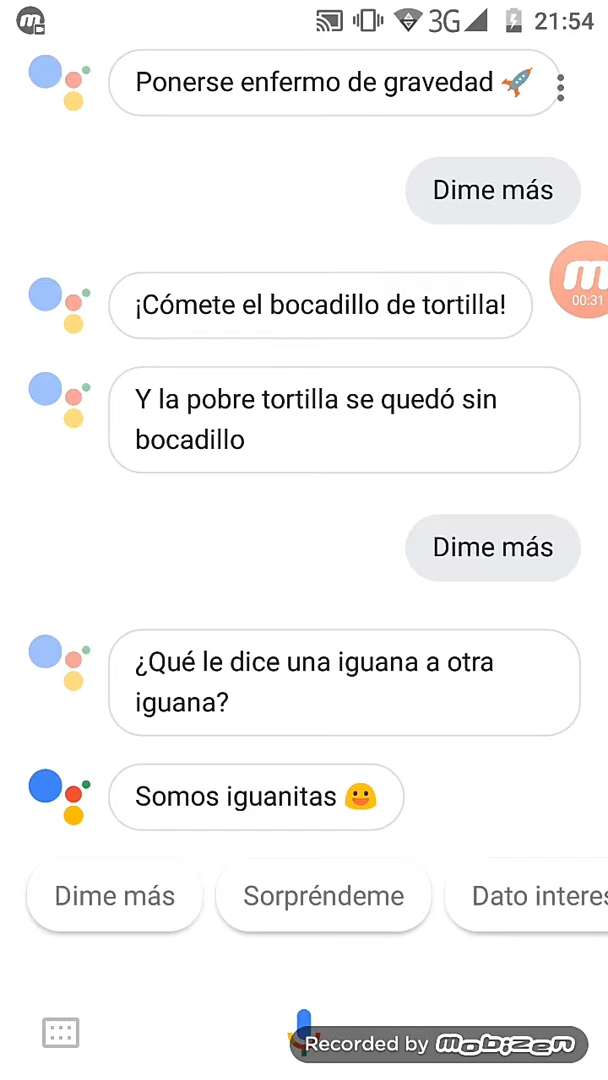 3G 21:54
Ponerse enfermo de gravedad 🚀
Dime más
¡Cómete el bocadillo de tortilla!
00:31
Y la pobre tortilla se quedó sin
bocadillo
Dime más
¿Qué le dice una iguana a otra
iguana?
Somos iguanitas 😃
Dime más Sorpréndeme Dato interes
Recorded by mobizen